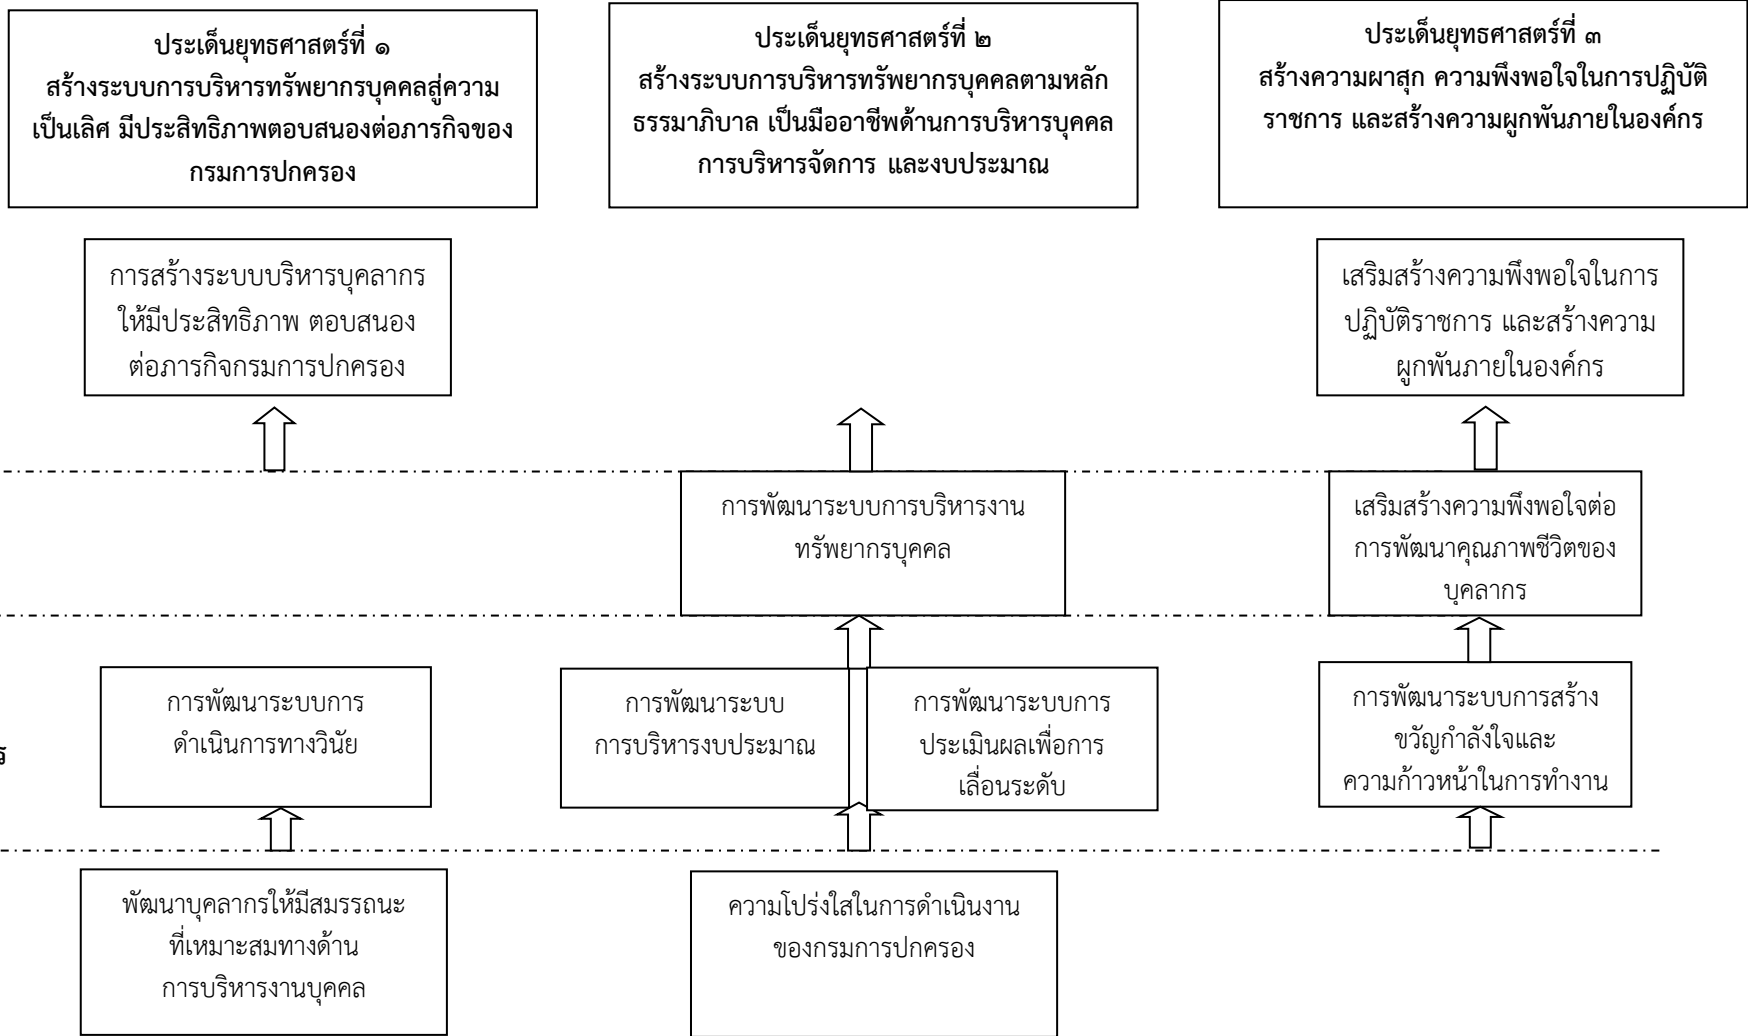 ประเด็นยุทธศาสตร์ที่ ๑
สร้างระบบการบริหารทรัพยากรบุคคลสู่ความ
เป็นเลิศ มีประสิทธิภาพตอบสนองต่อภารกิจของ
กรมการปกครอง
ประเด็นยุทธศาสตร์ที่ ๒
สร้างระบบการบริหารทรัพยากรบุคคลตามหลัก
ธรรมาภิบาล เป็นมืออาชีพด้านการบริหารบุคคล
การบริหารจัดการ และงบประมาณ
ประเด็นยุทธศาสตร์ที่ ๓
สร้างความผาสุก ความพึงพอใจในการปฏิบัติ
ราชการ และสร้างความผูกพันภายในองค์กร
การสร้างระบบบริหารบุคลากร
ให้มีประสิทธิภาพ ตอบสนอง
ต่อภารกิจกรมการปกครอง
เสริมสร้างความพึงพอใจในการ
ปฏิบัติราชการ และสร้างความ
ผูกพันภายในองค์กร
การพัฒนาระบบการบริหารงาน
ทรัพยากรบุคคล
เสริมสร้างความพึงพอใจต่อ
การพัฒนาคุณภาพชีวิตของ
บุคลากร
ร
การพัฒนาระบบการ
ดำเนินการทางวินัย
การพัฒนาระบบ
การบริหารงบประมาณ
การพัฒนาระบบการ
ประเมินผลเพื่อการ
เลื่อนระดับ
การพัฒนาระบบการสร้าง
ขวัญกำลังใจและ
ความก้าวหน้าในการทำงาน
พัฒนาบุคลากรให้มีสมรรถนะ
ที่เหมาะสมทางด้าน
การบริหารงานบุคคล
ความโปร่งใสในการดำเนินงาน
ของกรมการปกครอง